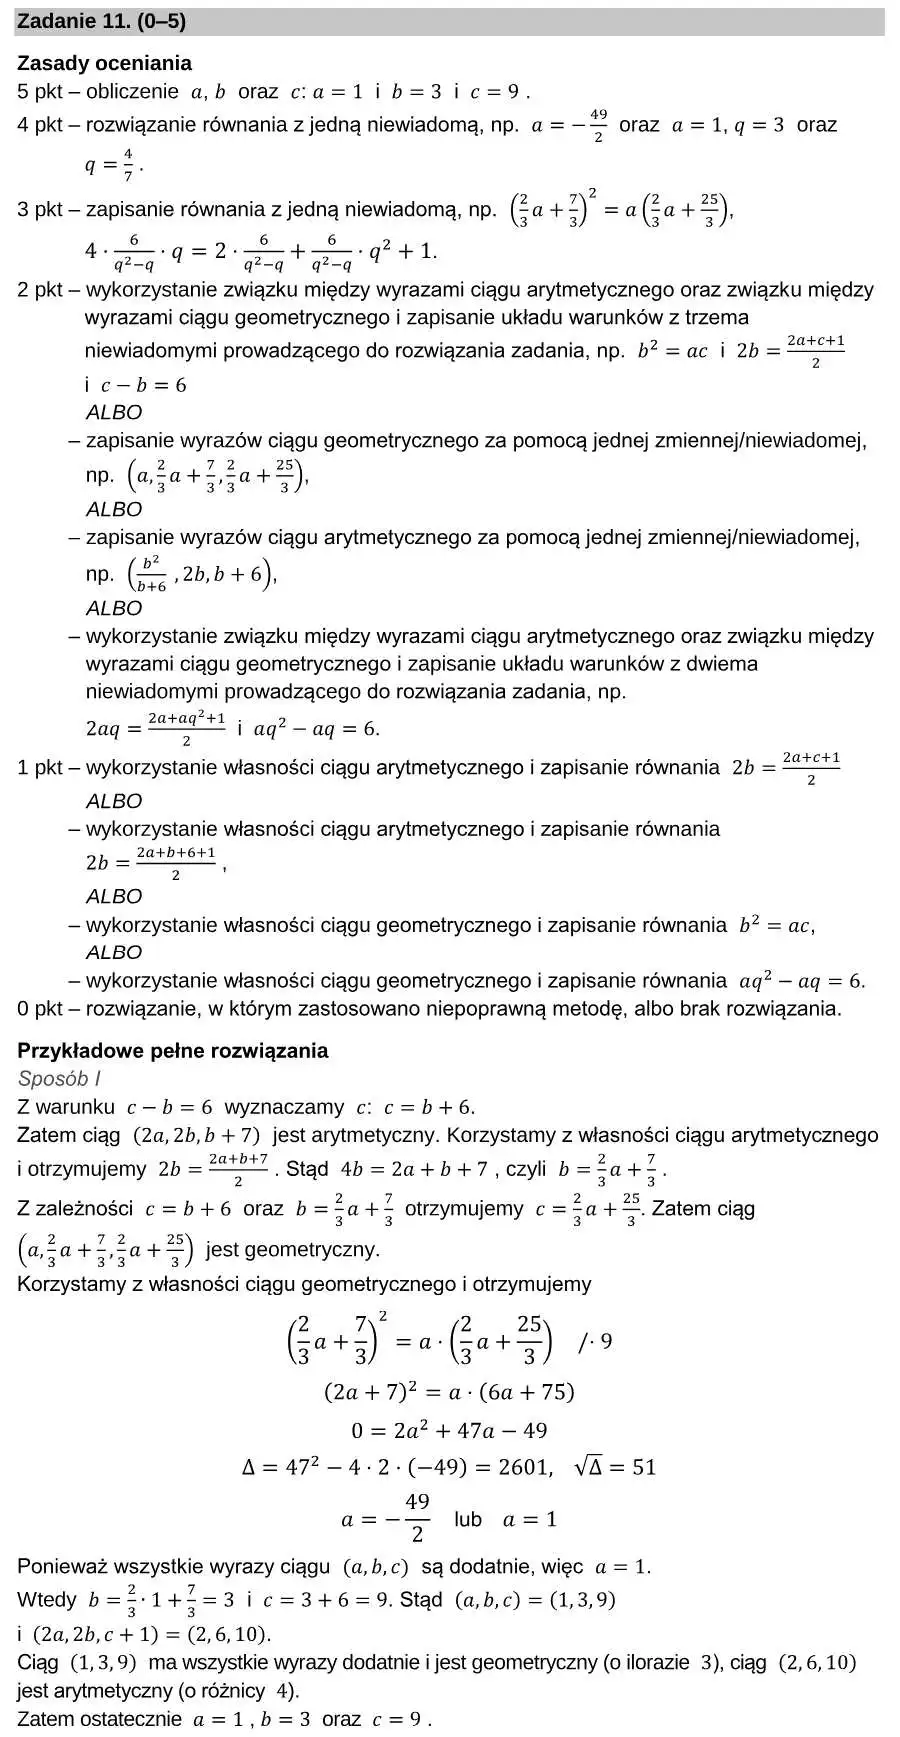 Zadanie 11. (0–5)
Zasady oceniania
5 pkt – obliczenie a, b oraz c: a = 1 i b = 3 i c = 9 .
4 pkt – rozwiązanie równania z jedną niewiadomą, np. a = −49/2 oraz a = 1, q = 3 oraz
q = 4/7 .
3 pkt – zapisanie równania z jedną niewiadomą, np. (2/3 a + 7/3)² = a(2/3 a + 25/3),
4 · 6/(q²−q) · q = 2 · 6/(q²−q) + 6/(q²−q) · q² + 1.
2 pkt – wykorzystanie związku między wyrazami ciągu arytmetycznego oraz związku między
wyrazami ciągu geometrycznego i zapisanie układu warunków z trzema
niewiadomymi prowadzącego do rozwiązania zadania, np. b² = ac i 2b = (2a+c+1)/2
i c − b = 6
ALBO
– zapisanie wyrazów ciągu geometrycznego za pomocą jednej zmiennej/niewiadomej,
np. (a, 2/3 a + 7/3, 2/3 a + 25/3),
ALBO
– zapisanie wyrazów ciągu arytmetycznego za pomocą jednej zmiennej/niewiadomej,
np. (b²/(b+6) , 2b, b + 6),
ALBO
– wykorzystanie związku między wyrazami ciągu arytmetycznego oraz związku między
wyrazami ciągu geometrycznego i zapisanie układu warunków z dwiema
niewiadomymi prowadzącego do rozwiązania zadania, np.
2aq = (2a+aq²+1)/2 i aq² − aq = 6.
1 pkt – wykorzystanie własności ciągu arytmetycznego i zapisanie równania 2b = (2a+c+1)/2
ALBO
– wykorzystanie własności ciągu arytmetycznego i zapisanie równania
2b = (2a+b+6+1)/2 ,
ALBO
– wykorzystanie własności ciągu geometrycznego i zapisanie równania b² = ac,
ALBO
– wykorzystanie własności ciągu geometrycznego i zapisanie równania aq² − aq = 6.
0 pkt – rozwiązanie, w którym zastosowano niepoprawną metodę, albo brak rozwiązania.
Przykładowe pełne rozwiązania
Sposób I
Z warunku c − b = 6 wyznaczamy c: c = b + 6.
Zatem ciąg (2a, 2b, b + 7) jest arytmetyczny. Korzystamy z własności ciągu arytmetycznego
i otrzymujemy 2b = (2a+b+7)/2 . Stąd 4b = 2a + b + 7 , czyli b = 2/3 a + 7/3 .
Z zależności c = b + 6 oraz b = 2/3 a + 7/3 otrzymujemy c = 2/3 a + 25/3. Zatem ciąg
(a, 2/3 a + 7/3, 2/3 a + 25/3) jest geometryczny.
Korzystamy z własności ciągu geometrycznego i otrzymujemy
(2/3 a + 7/3)² = a · (2/3 a + 25/3) /· 9
(2a + 7)² = a · (6a + 75)
0 = 2a² + 47a − 49
Δ = 47² − 4 · 2 · (−49) = 2601, √Δ = 51
a = −49/2 lub a = 1
Ponieważ wszystkie wyrazy ciągu (a, b, c) są dodatnie, więc a = 1.
Wtedy b = 2/3 · 1 + 7/3 = 3 i c = 3 + 6 = 9. Stąd (a, b, c) = (1, 3, 9)
i (2a, 2b, c + 1) = (2, 6, 10).
Ciąg (1, 3, 9) ma wszystkie wyrazy dodatnie i jest geometryczny (o ilorazie 3), ciąg (2, 6, 10)
jest arytmetyczny (o różnicy 4).
Zatem ostatecznie a = 1 , b = 3 oraz c = 9 .